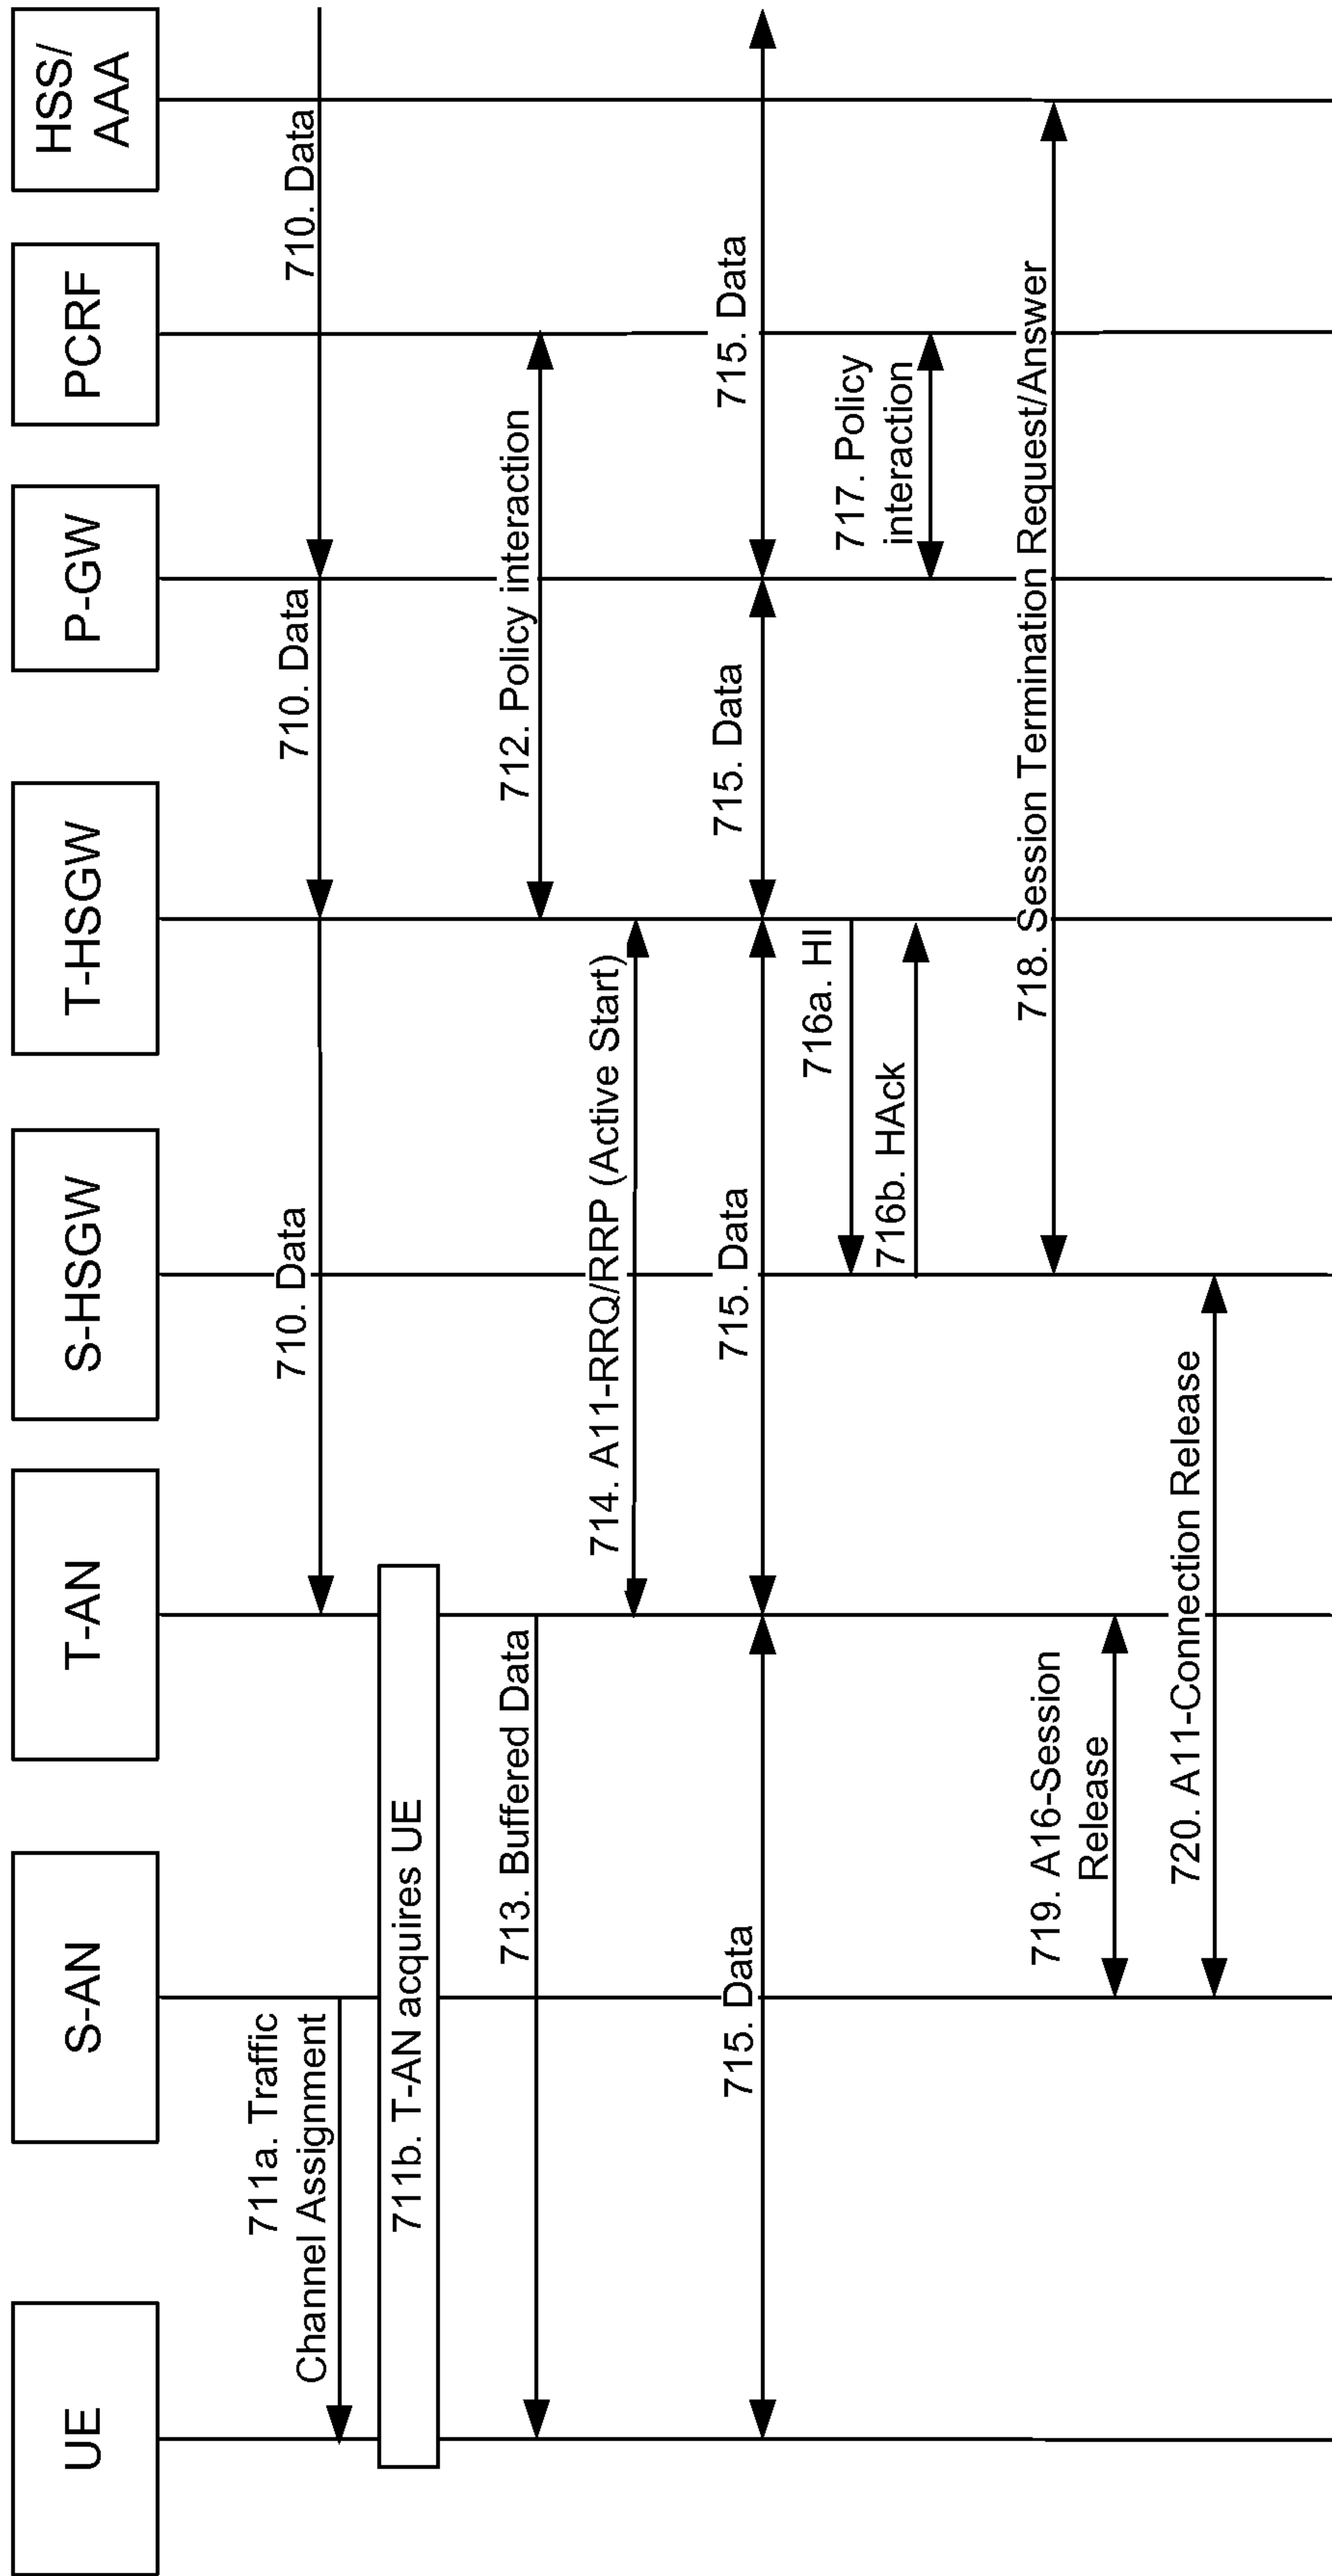 UE
S-AN
T-AN
S-HSGW
T-HSGW
P-GW
PCRF
HSS/
AAA
710. Data
710. Data
710. Data
711a. Traffic
Channel Assignment
711b. T-AN acquires UE
712. Policy interaction
713. Buffered Data
714. A11-RRQ/RRP (Active Start)
715. Data
715. Data
715. Data
715. Data
716a. HI
716b. HAck
717. Policy
interaction
718. Session Termination Request/Answer
719. A16-Session
Release
720. A11-Connection Release